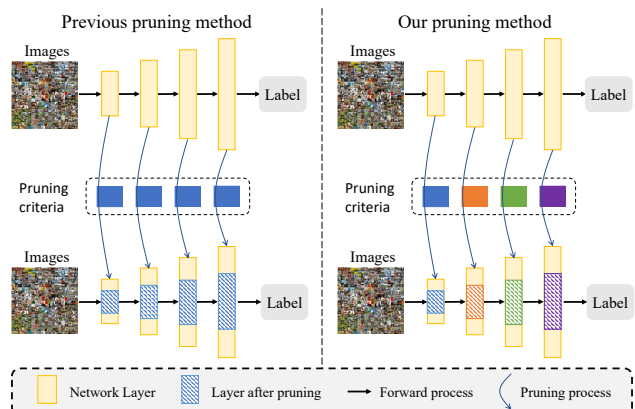 Previous pruning method
Our pruning method
Images
Label
Images
Label
Pruning
criteria
Pruning
criteria
Images
Label
Images
Label
Network Layer
Layer after pruning
Forward process
Pruning process